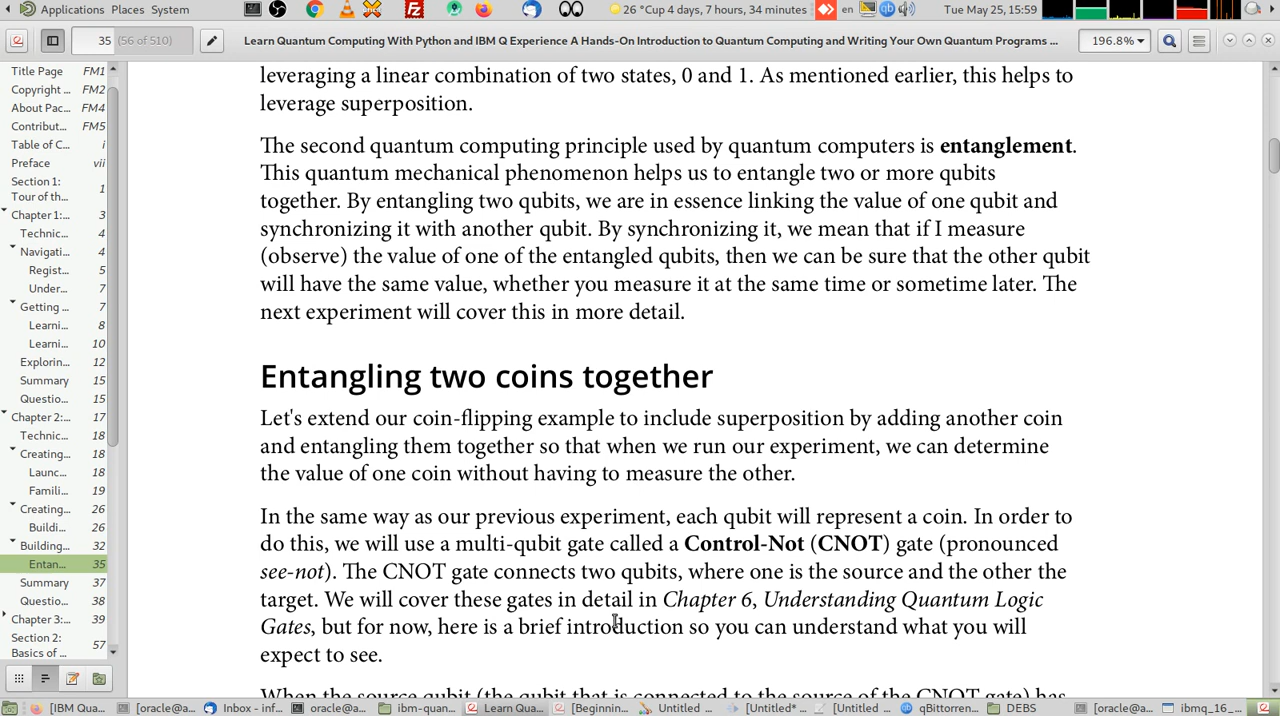 Applications Places System
26 °C up 4 days, 7 hours, 34 minutes
en
Tue May 25, 15:59
35 (56 of 510)
Learn Quantum Computing With Python and IBM Q Experience A Hands-On Introduction to Quantum Computing and Writing Your Own Quantum Programs ...
196.8%
Title Page FM1
Copyright ... FM2
About Pac... FM4
Contribut... FM5
Table of C... i
Preface vii
Section 1:
Tour of th... 1
Chapter 1:... 3
Technic... 4
Navigati... 4
Regist... 5
Under... 7
Getting ... 7
Learni... 8
Learni... 10
Explorin... 12
Summary 15
Questio... 15
Chapter 2:... 17
Technic... 18
Creating... 18
Launc... 18
Famili... 19
Creating... 26
Buildi... 26
Building... 32
Entan... 35
Summary 37
Questio... 38
Chapter 3:... 39
Section 2:
Basics of ... 57
leveraging a linear combination of two states, 0 and 1. As mentioned earlier, this helps to
leverage superposition.
The second quantum computing principle used by quantum computers is entanglement.
This quantum mechanical phenomenon helps us to entangle two or more qubits
together. By entangling two qubits, we are in essence linking the value of one qubit and
synchronizing it with another qubit. By synchronizing it, we mean that if I measure
(observe) the value of one of the entangled qubits, then we can be sure that the other qubit
will have the same value, whether you measure it at the same time or sometime later. The
next experiment will cover this in more detail.
Entangling two coins together
Let's extend our coin-flipping example to include superposition by adding another coin
and entangling them together so that when we run our experiment, we can determine
the value of one coin without having to measure the other.
In the same way as our previous experiment, each qubit will represent a coin. In order to
do this, we will use a multi-qubit gate called a Control-Not (CNOT) gate (pronounced
see-not). The CNOT gate connects two qubits, where one is the source and the other the
target. We will cover these gates in detail in Chapter 6, Understanding Quantum Logic
Gates, but for now, here is a brief introduction so you can understand what you will
expect to see.
When the source qubit (the qubit that is connected to the source of the CNOT gate) has
[IBM Qua... [oracle@a... Inbox - inf... oracle@a... ibm-quan... Learn Qua... [Beginnin... Untitled ... [Untitled* ... [Untitled ... qBittorren... DEBS [oracle@a... ibmq_16_...